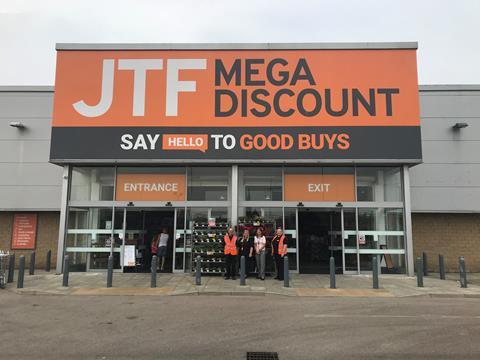 JTF MEGA
DISCOUNT
SAY HELLO TO GOOD BUYS
ENTRANCE
EXIT